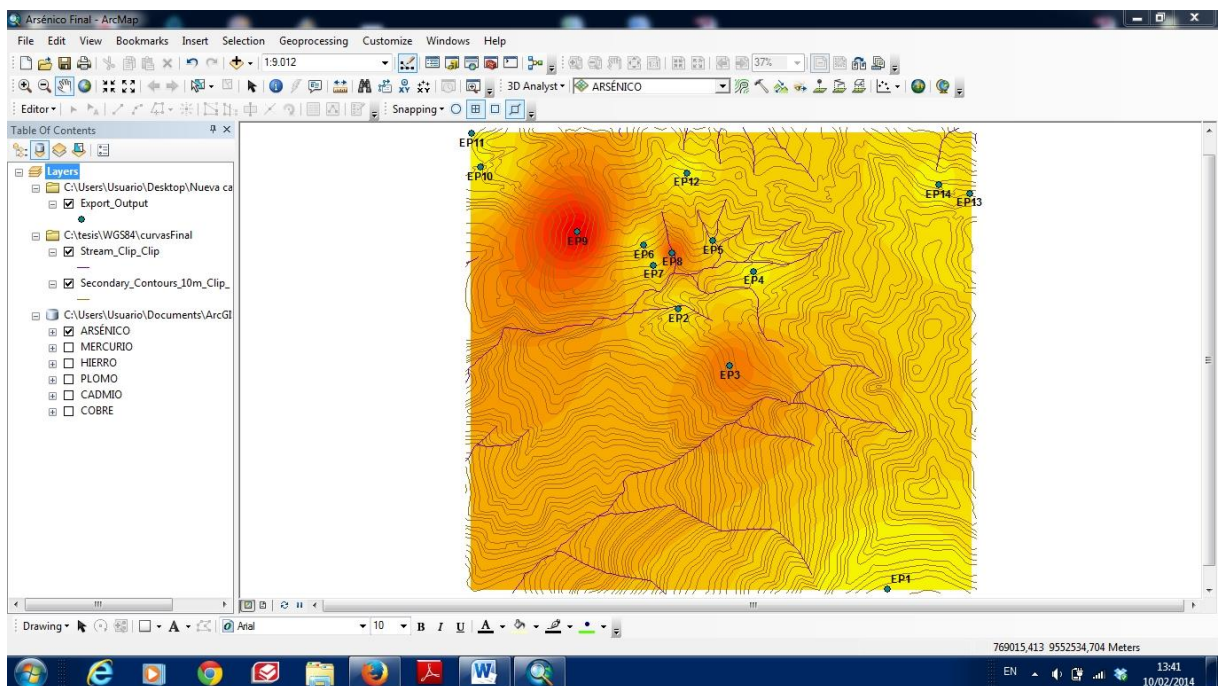 Arsénico Final - ArcMap
File Edit View Bookmarks Insert Selection Geoprocessing Customize Windows Help
1:9.012
37%
3D Analyst
ARSÉNICO
Editor
Snapping
Table Of Contents
Layers
C:\Users\Usuario\Desktop\Nueva ca
Export_Output
C:\tesis\WGS84\curvasFinal
Stream_Clip_Clip
Secondary_Contours_10m_Clip_
C:\Users\Usuario\Documents\ArcGI
ARSÉNICO
MERCURIO
HIERRO
PLOMO
CADMIO
COBRE
EP11
EP10
EP12
EP14
EP13
EP9
EP6
EP8
EP5
EP7
EP4
EP2
EP3
EP1
Drawing
A
Arial
10
B I U A
769015,413 9552534,704 Meters
EN
13:41
10/02/2014